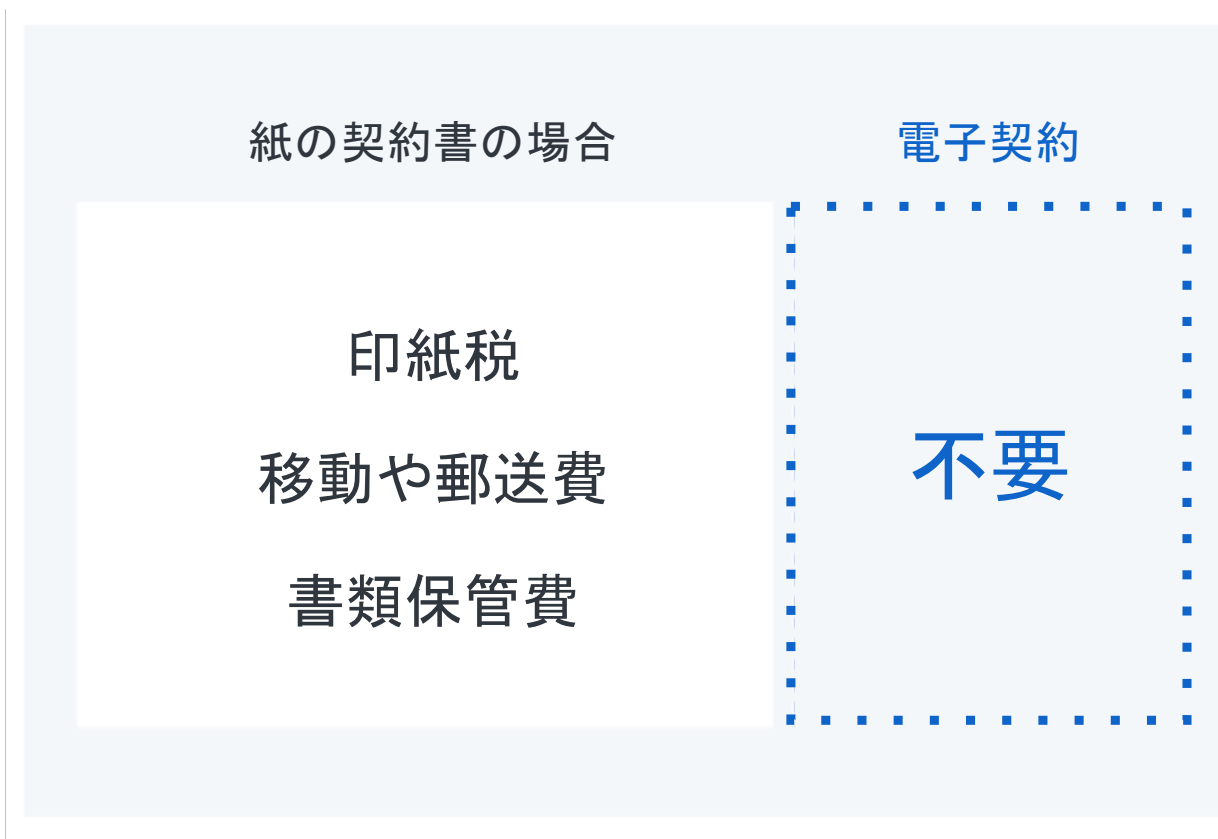 紙の契約書の場合
電子契約
印紙税
移動や郵送費
書類保管費
不要